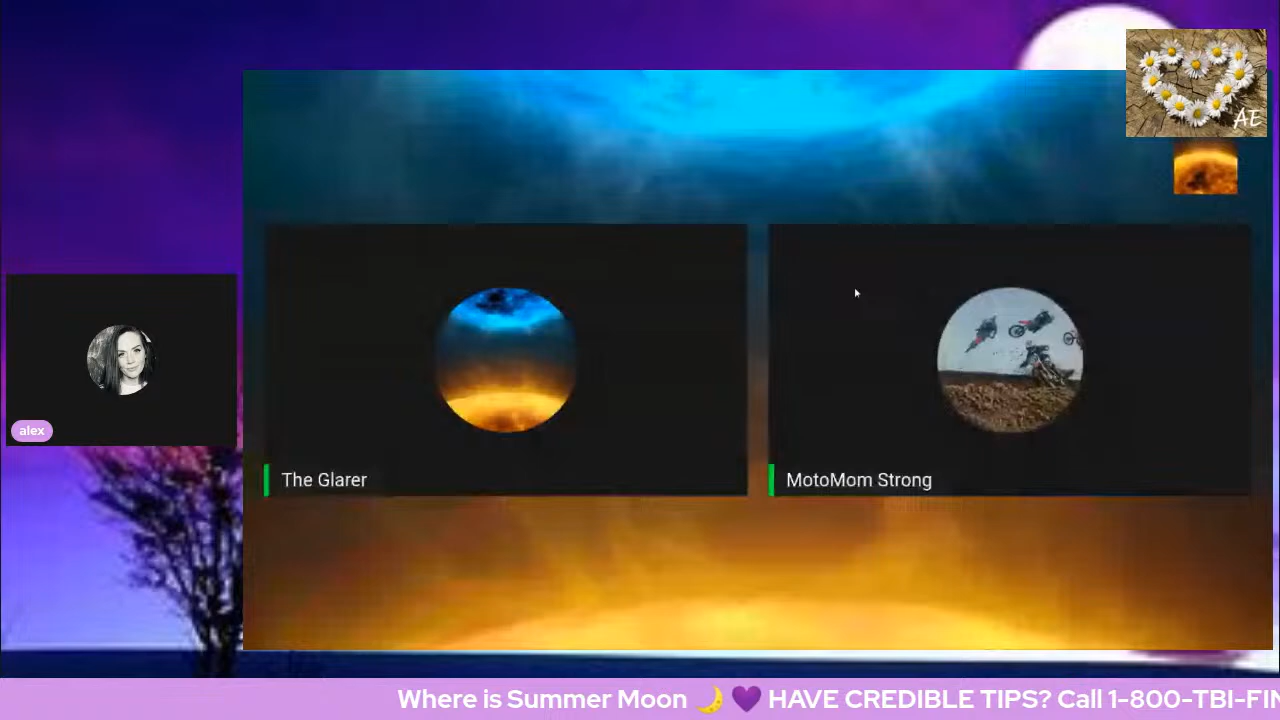 AE
alex
The Glarer
MotoMom Strong
Where is Summer Moon 🌙 💜 HAVE CREDIBLE TIPS? Call 1-800-TBI-FIN